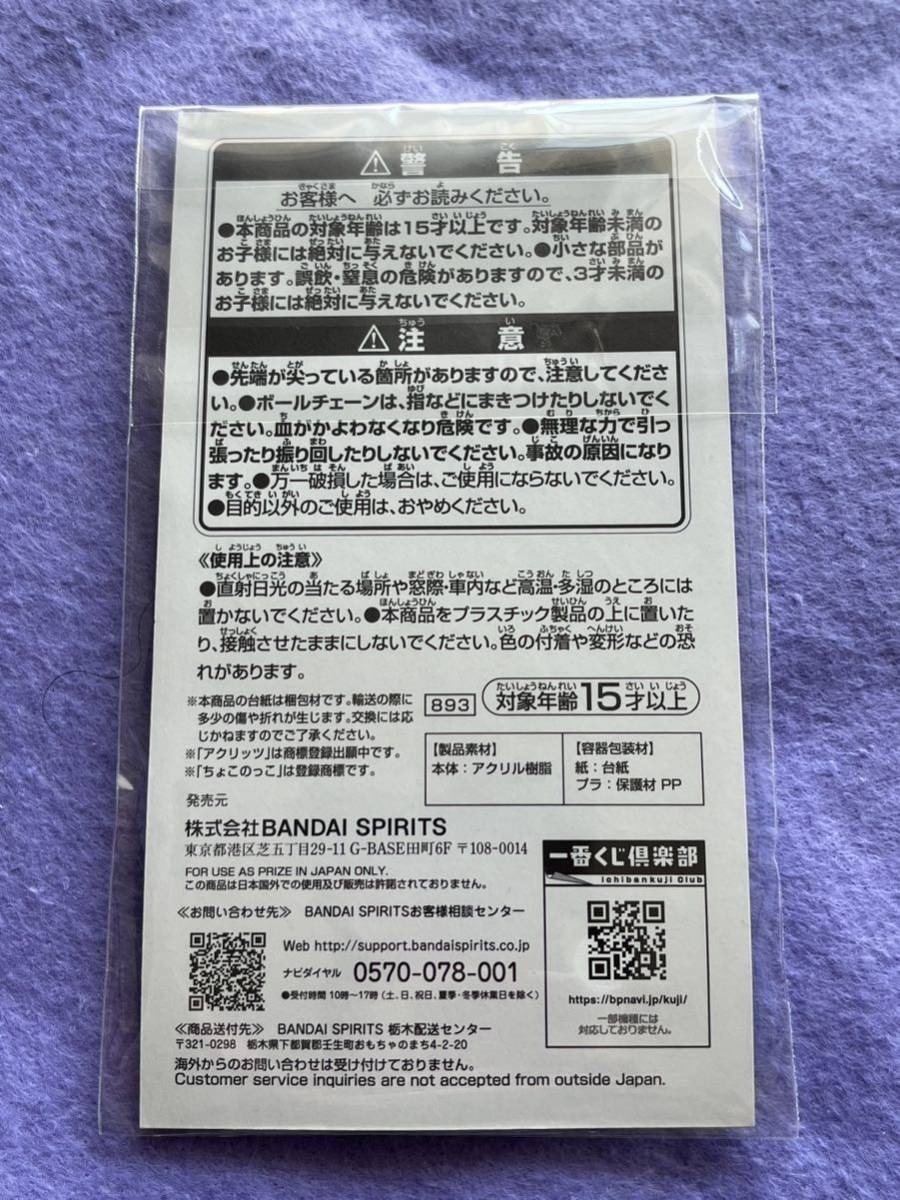 ⚠警告
お客様へ 必ずお読みください。
●本商品の対象年齢は15才以上です。対象年齢未満の
お子様には絶対に与えないでください。●小さな部品が
あります。誤飲・窒息の危険がありますので、3才未満の
お子様には絶対に与えないでください。
⚠注意
●先端が尖っている箇所がありますので、注意してくださ
い。●ボールチェーンは、指などにまきつけたりしないでく
ださい。血がかよわなくなり危険です。●無理な力で引っ
張ったり振り回したりしないでください。事故の原因になり
ます。●万一破損した場合は、ご使用にならないでください。
●目的以外のご使用は、おやめください。
《使用上の注意》
●直射日光の当たる場所や窓際・車内など高温・多湿のところには
置かないでください。●本商品をプラスチック製品の上に置いた
り、接触させたままにしないでください。色の付着や変形などの恐
れがあります。
※本商品の台紙は梱包材です。輸送の際に
多少の傷や折れが生じます。交換には応
じかねますのでご了承ください。
※「アクリッツ」は商標登録出願中です。
※「ちょこのっこ」は登録商標です。
893
対象年齢15才以上
【製品素材】
本体:アクリル樹脂
【容器包装材】
紙:台紙
プラ:保護材 PP
発売元
株式会社BANDAI SPIRITS
東京都港区芝五丁目29-11 G-BASE田町6F 〒108-0014
FOR USE AS PRIZE IN JAPAN ONLY.
この商品は日本国外での使用及び販売は許諾されておりません。
≪お問い合わせ先≫ BANDAI SPIRITSお客様相談センター
Web http://support.bandaispirits.co.jp
ナビダイヤル 0570-078-001
●受付時間 10時〜17時(土、日、祝日、夏季・冬季休業日を除く)
≪商品送付先≫ BANDAI SPIRITS 栃木配送センター
〒321-0298 栃木県下都賀郡壬生町おもちゃのまち4-2-20
海外からのお問い合わせは受け付けておりません。
Customer service inquiries are not accepted from outside Japan.
一番くじ倶楽部
ichibankuji Club
https://bpnavi.jp/kuji/
一部機種には
対応しておりません。